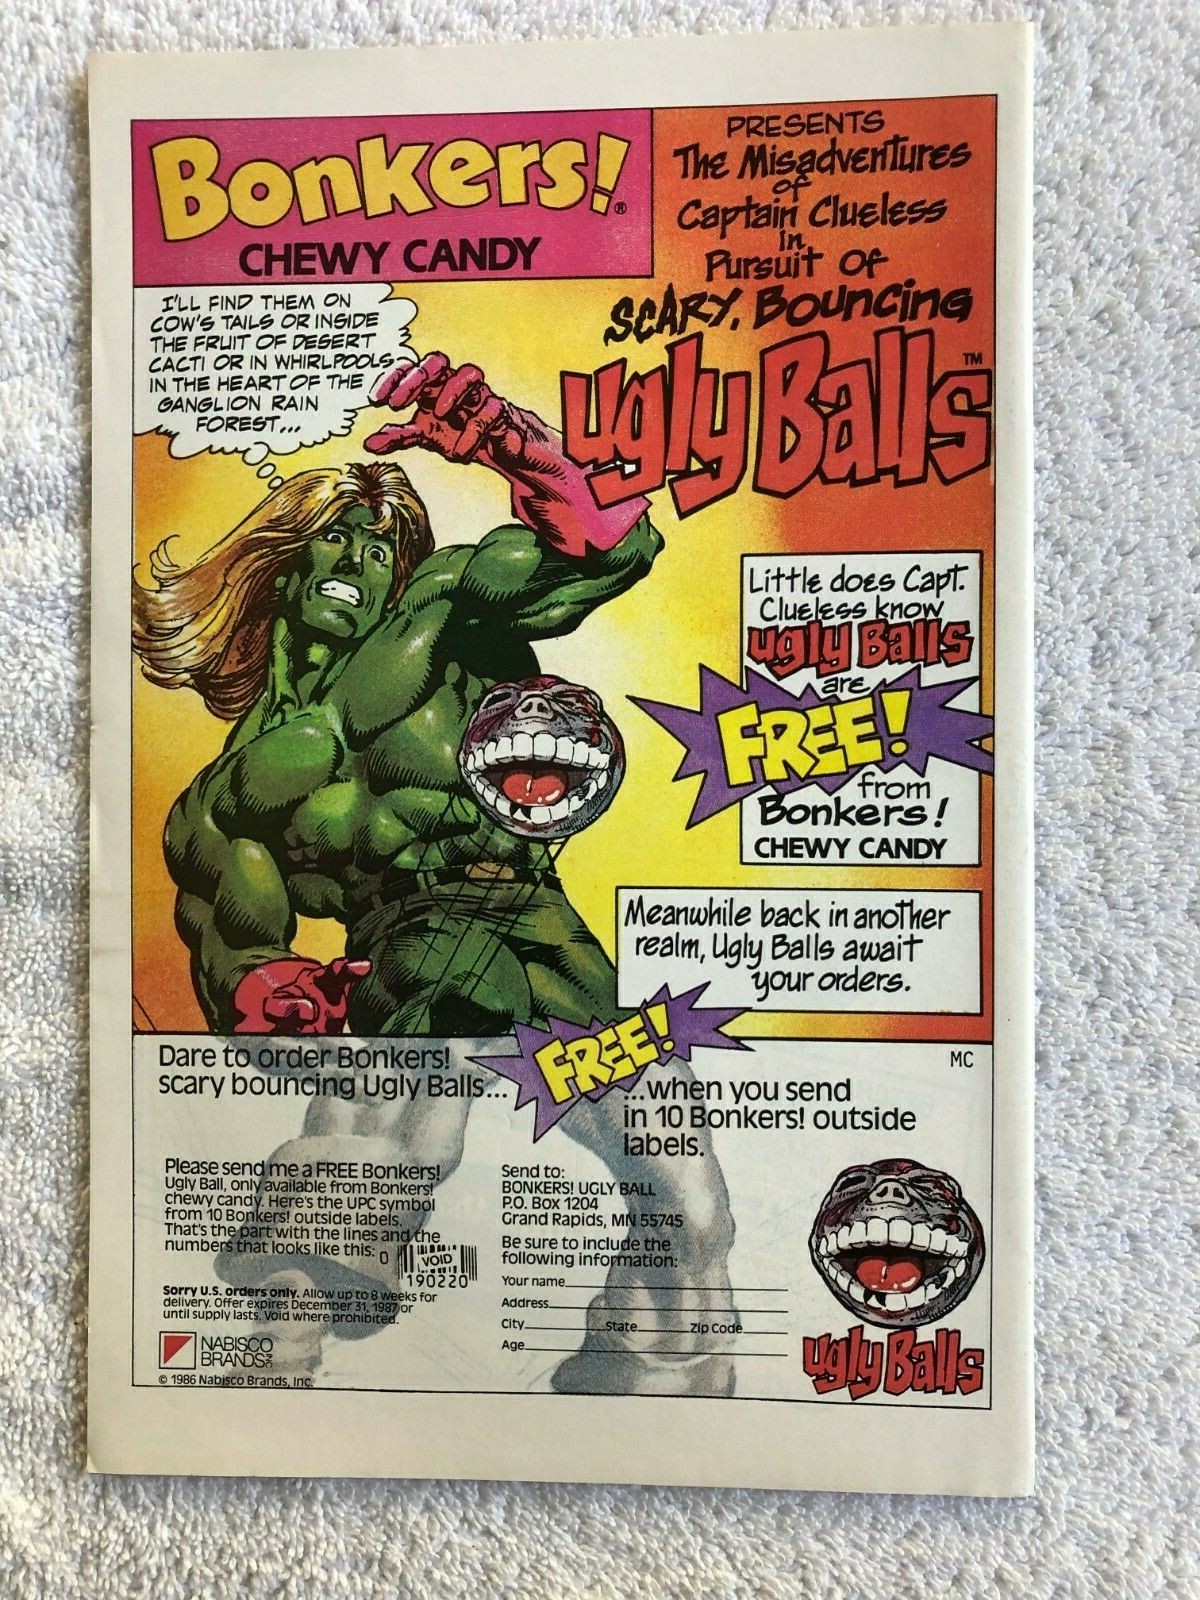 Bonkers!®
CHEWY CANDY
PRESENTS
The Misadventures
of
Captain Clueless
in
Pursuit of
SCARY, Bouncing
ugly Balls™
I'LL FIND THEM ON
COW'S TAILS OR INSIDE
THE FRUIT OF DESERT
CACTI OR IN WHIRLPOOLS
IN THE HEART OF THE
GANGLION RAIN
FOREST...
Little does Capt.
Clueless know
ugly Balls
are
FREE!
from
Bonkers!
CHEWY CANDY
Meanwhile back in another
realm, Ugly Balls await
your orders.
MC
Dare to order Bonkers!
scary bouncing Ugly Balls...
FREE!
...when you send
in 10 Bonkers! outside
labels.
Please send me a FREE Bonkers!
Ugly Ball, only available from Bonkers!
chewy candy. Here's the UPC symbol
from 10 Bonkers! outside labels.
That's the part with the lines and the
numbers that looks like this:
0 VOID
190220
Sorry U.S. orders only. Allow up to 8 weeks for
delivery. Offer expires December 31, 1987 or
until supply lasts. Void where prohibited.
NABISCO
BRANDS INC
© 1986 Nabisco Brands, Inc.
Send to:
BONKERS! UGLY BALL
P.O. Box 1204
Grand Rapids, MN 55745
Be sure to include the
following information:
Your name
Address
City State Zip Code
Age
ugly Balls